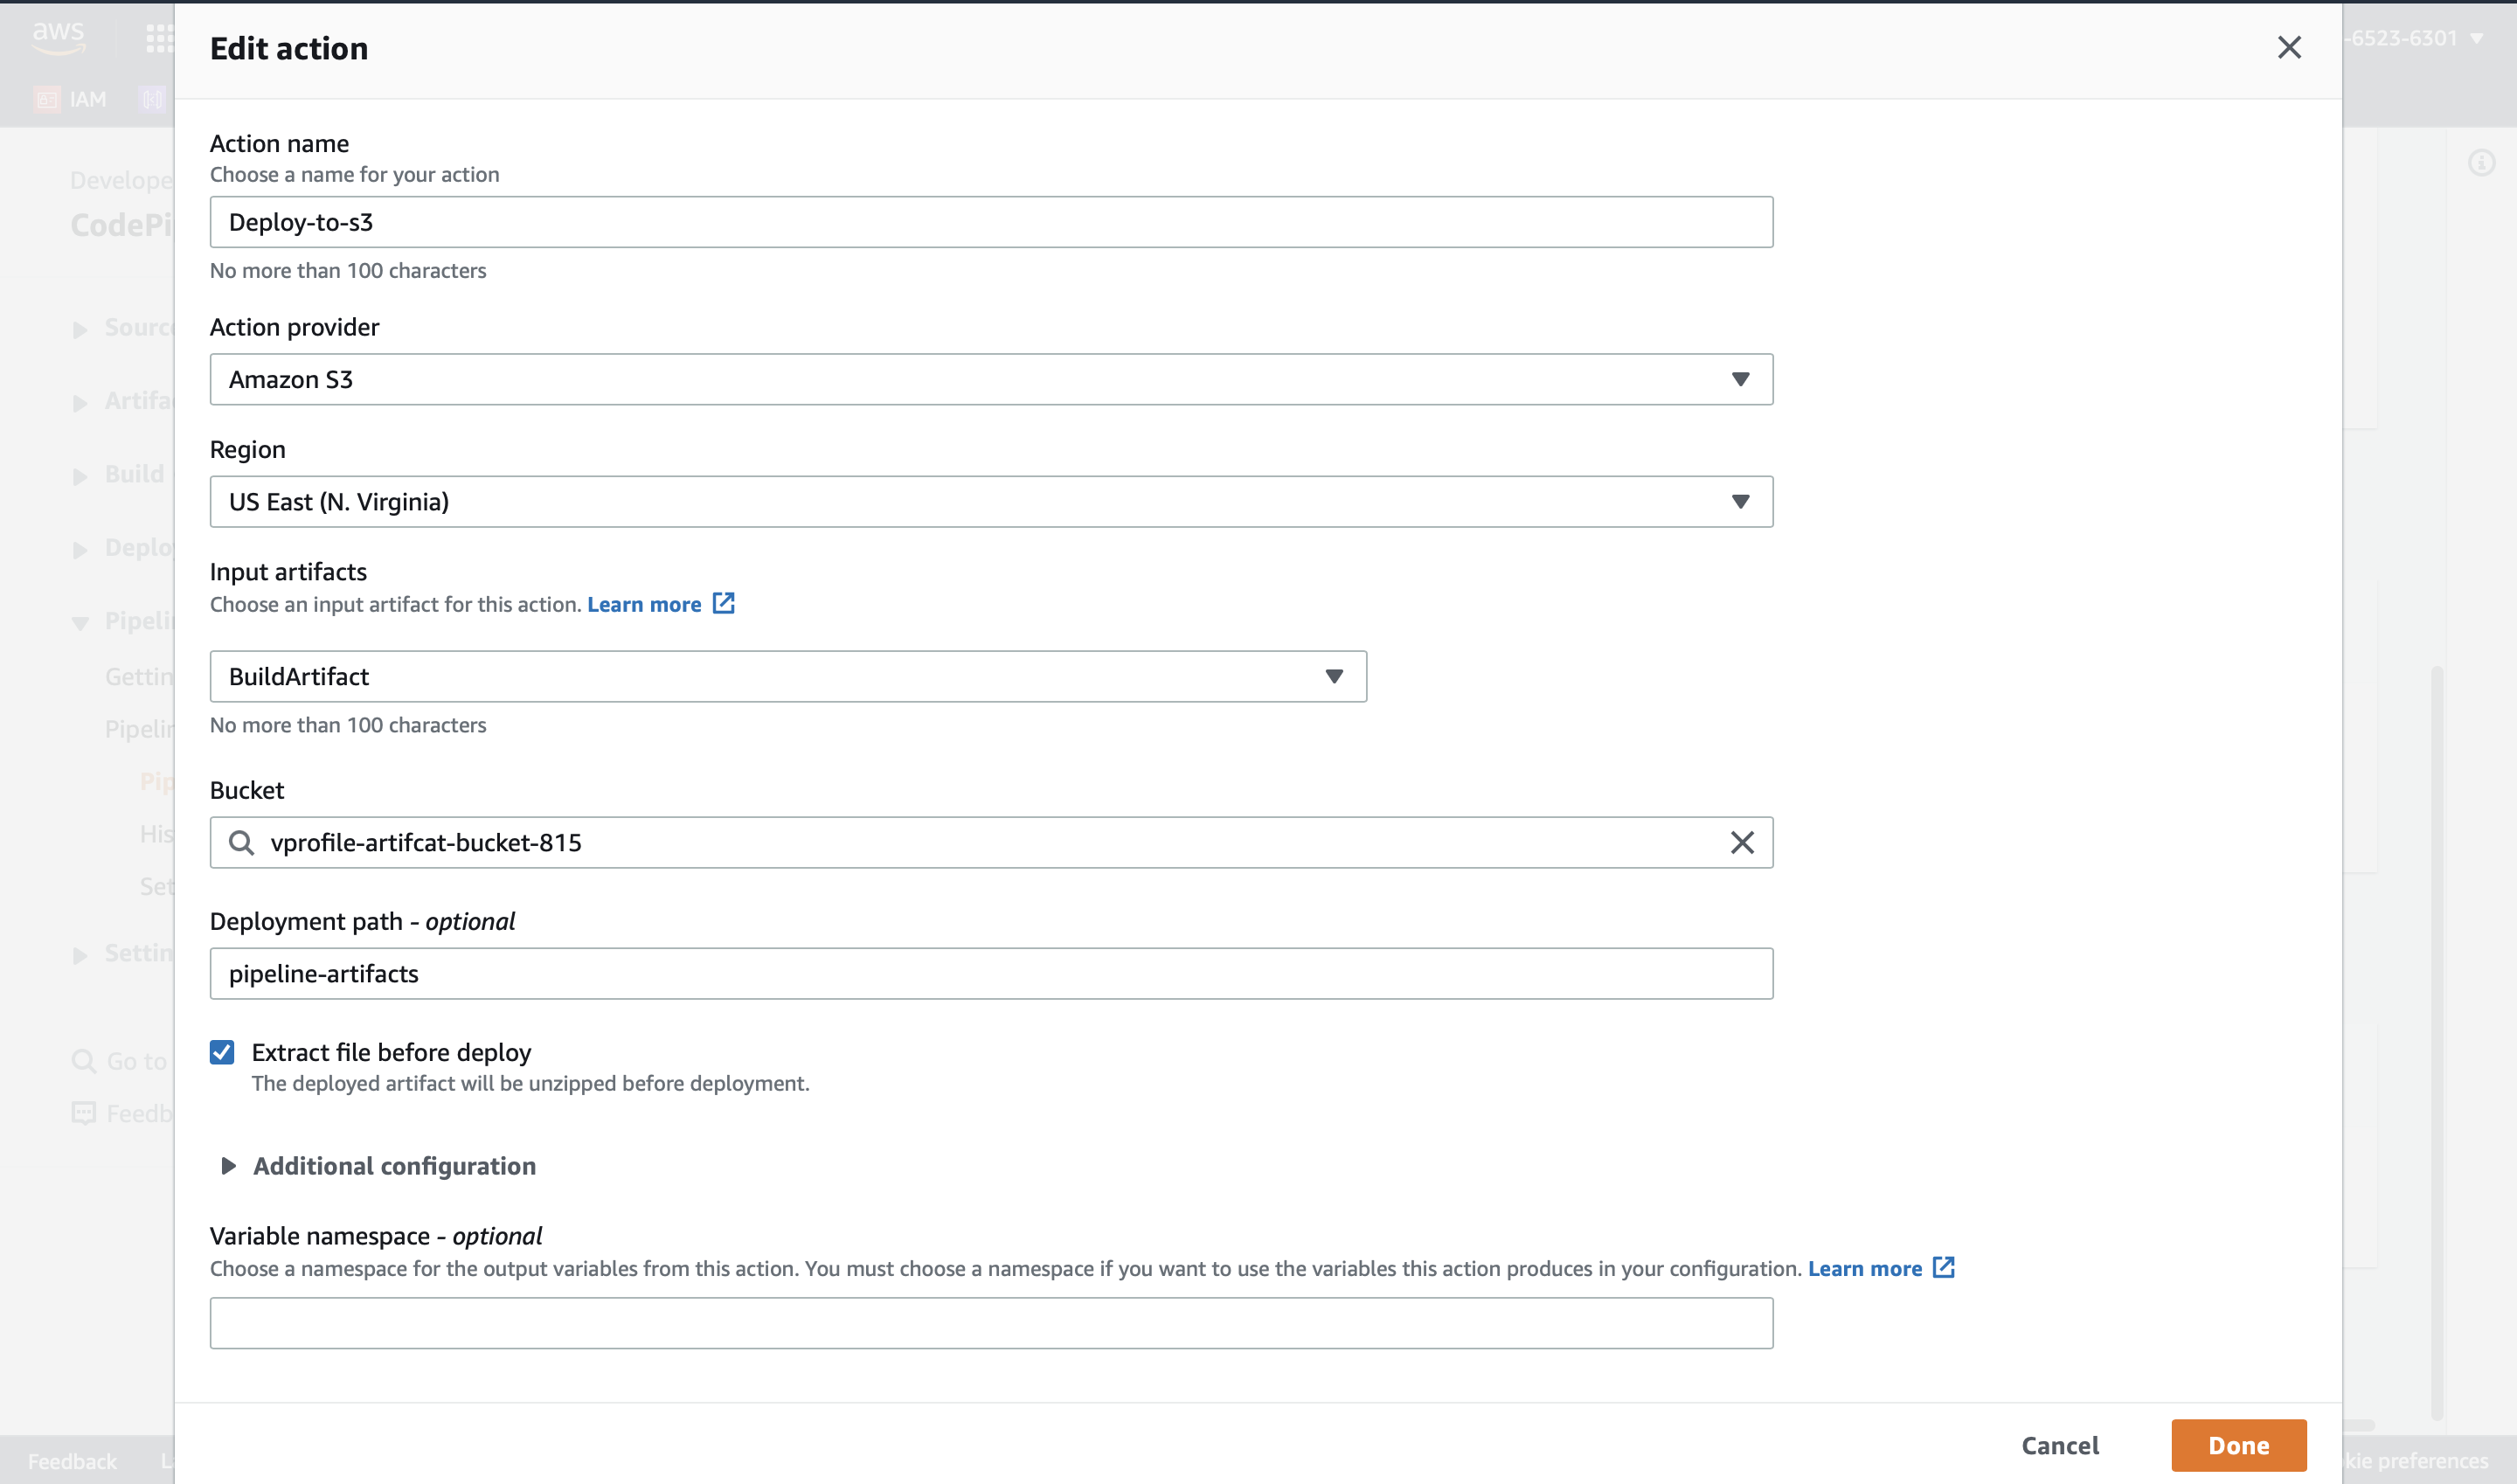 aws
Edit action
-6523-6301
IAM
Action name
Choose a name for your action
Develope
Deploy-to-s3
CodePi
No more than 100 characters
Sourc
Action provider
Amazon S3
Artifa
Region
Build
US East (N. Virginia)
Deplo
Input artifacts
Choose an input artifact for this action. Learn more
Pipeli
Gettin
BuildArtifact
No more than 100 characters
Pipelin
Pip
Bucket
His
vprofile-artifcat-bucket-815
Set
Deployment path - optional
Settin
pipeline-artifacts
Extract file before deploy
Go to
The deployed artifact will be unzipped before deployment.
Feedb
Additional configuration
Variable namespace - optional
Choose a namespace for the output variables from this action. You must choose a namespace if you want to use the variables this action produces in your configuration. Learn more
Cancel
Done
Feedback
kie preferences